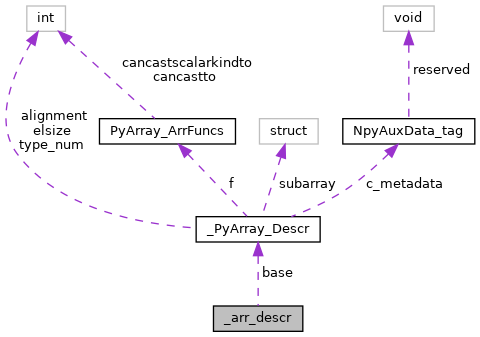 int
void
cancastscalarkindto
cancastto
reserved
alignment
elsize
type_num
PyArray_ArrFuncs
struct
NpyAuxData_tag
f
subarray
c_metadata
_PyArray_Descr
base
_arr_descr